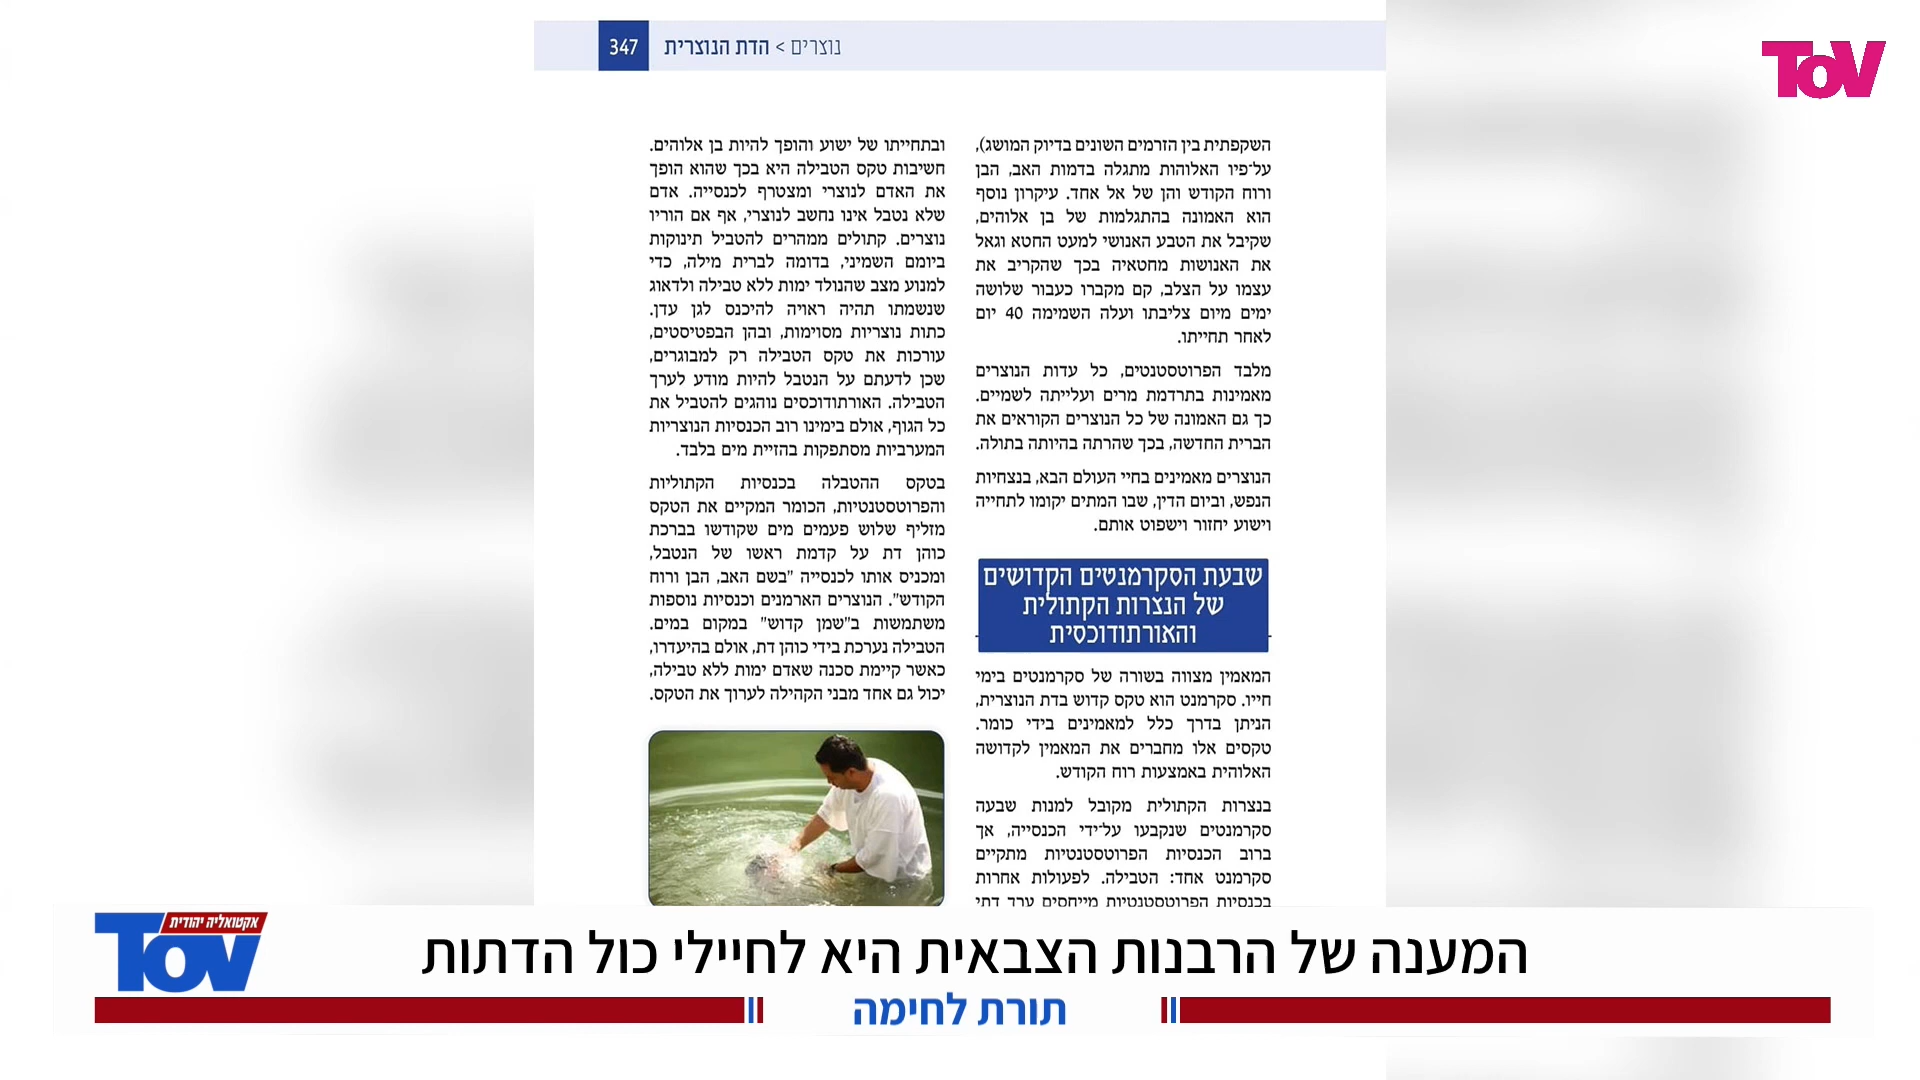 נוצרים > הדת הנוצרית 347
TOV
השקפתית בין הזרמים השונים בדיוק המושג),
על־פיו האלוהות מתגלה בדמות האב, הבן
ורוח הקודש והן של אל אחד. עיקרון נוסף
הוא האמונה בהתגלמות של בן אלוהים,
שקיבל את הטבע האנושי למעט החטא וגאל
את האנושות מחטאיה בכך שהקריב את
עצמו על הצלב, קם מקברו כעבור שלושה
ימים מיום צליבתו ועלה השמימה 40 יום
לאחר תחייתו.
מלבד הפרוטסטנטים, כל עדות הנוצרים
מאמינות בתרדמת מרים ועלייתה לשמיים.
כך גם האמונה של כל הנוצרים הקוראים את
הברית החדשה, בכך שהרתה בהיותה בתולה.
הנוצרים מאמינים בחיי העולם הבא, בנצחיות
הנפש, וביום הדין, שבו המתים יקומו לתחייה
וישוע יחזור וישפוט אותם.
שבעת הסקרמנטים הקדושים
של הנצרות הקתולית
והאורתודוכסית
המאמין מצווה בשורה של סקרמנטים בימי
חייו. סקרמנט הוא טקס קדוש בדת הנוצרית,
הניתן בדרך כלל למאמינים בידי כומר.
טקסים אלו מחברים את המאמין לקדושה
האלוהית באמצעות רוח הקודש.
בנצרות הקתולית מקובל למנות שבעה
סקרמנטים שנקבעו על־ידי הכנסייה, אך
ברוב הכנסיות הפרוטסטנטיות מתקיים
סקרמנט אחד: הטבילה. לפעולות אחרות
בכנסיות הפרוטסטנטיות מייחסים ערך דתי
ובתחייתו של ישוע והופך להיות בן אלוהים.
חשיבות טקס הטבילה היא בכך שהוא הופך
את האדם לנוצרי ומצטרף לכנסייה. אדם
שלא נטבל אינו נחשב לנוצרי, אף אם הוריו
נוצרים. קתולים ממהרים להטביל תינוקות
ביומם השמיני, בדומה לברית מילה, כדי
למנוע מצב שהנולד ימות ללא טבילה ולדאוג
שנשמתו תהיה ראויה להיכנס לגן עדן.
כתות נוצריות מסוימות, ובהן הבפטיסטים,
עורכות את טקס הטבילה רק למבוגרים,
שכן לדעתם על הנטבל להיות מודע לערך
הטבילה. האורתודוכסים נוהגים להטביל את
כל הגוף, אולם בימינו רוב הכנסיות הנוצריות
המערביות מסתפקות בהזיית מים בלבד.
בטקס ההטבלה בכנסיות הקתוליות
והפרוטסטנטיות, הכומר המקיים את הטקס
מזליף שלוש פעמים מים שקודשו בברכת
כוהן דת על קדמת ראשו של הנטבל,
ומכניס אותו לכנסייה "בשם האב, הבן ורוח
הקודש". הנוצרים הארמנים וכנסיות נוספות
משתמשות ב"שמן קדוש" במקום במים.
הטבילה נערכת בידי כוהן דת, אולם בהיעדרו,
כאשר קיימת סכנה שאדם ימות ללא טבילה,
יכול גם אחד מבני הקהילה לערוך את הטקס.
אקטואליה יהודית
TOV
המענה של הרבנות הצבאית היא לחיילי כול הדתות
תורת לחימה